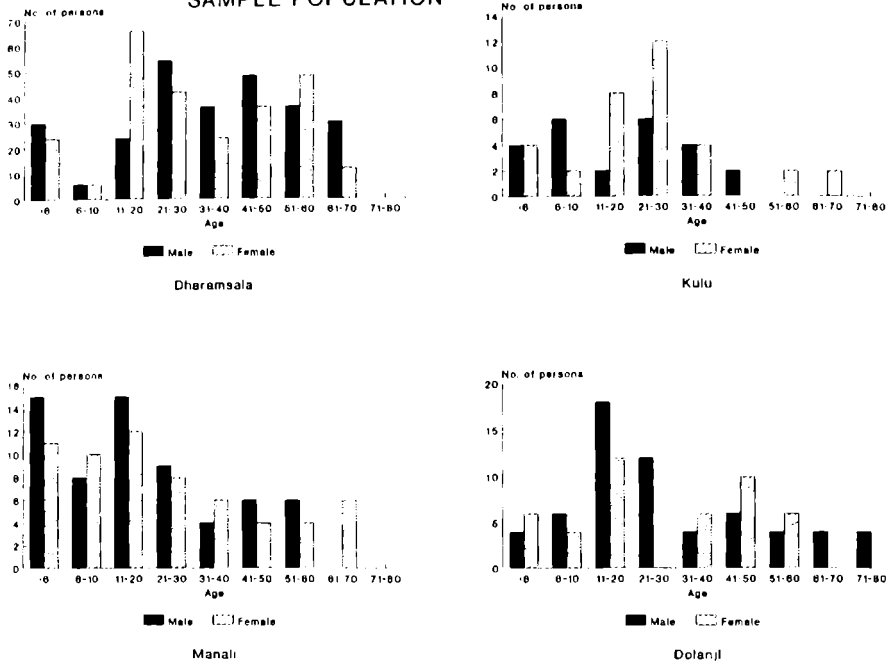 SAMPLE POPULATION
No. of persons
70
60
50
40
30
20
10
0
<6 6-10 11-20 21-30 31-40 41-50 51-60 61-70 71-80
Age
Male Female
Dharamsala
No. of persons
14
12
10
8
6
4
2
0
<6 6-10 11-20 21-30 31-40 41-50 51-60 61-70 71-80
Age
Male Female
Kulu
No. of persons
16
14
12
10
8
6
4
2
0
<6 6-10 11-20 21-30 31-40 41-50 51-60 61-70 71-80
Age
Male Female
Manali
No. of persons
20
15
10
5
0
<6 6-10 11-20 21-30 31-40 41-50 51-60 61-70 71-80
Age
Male Female
Dolanji